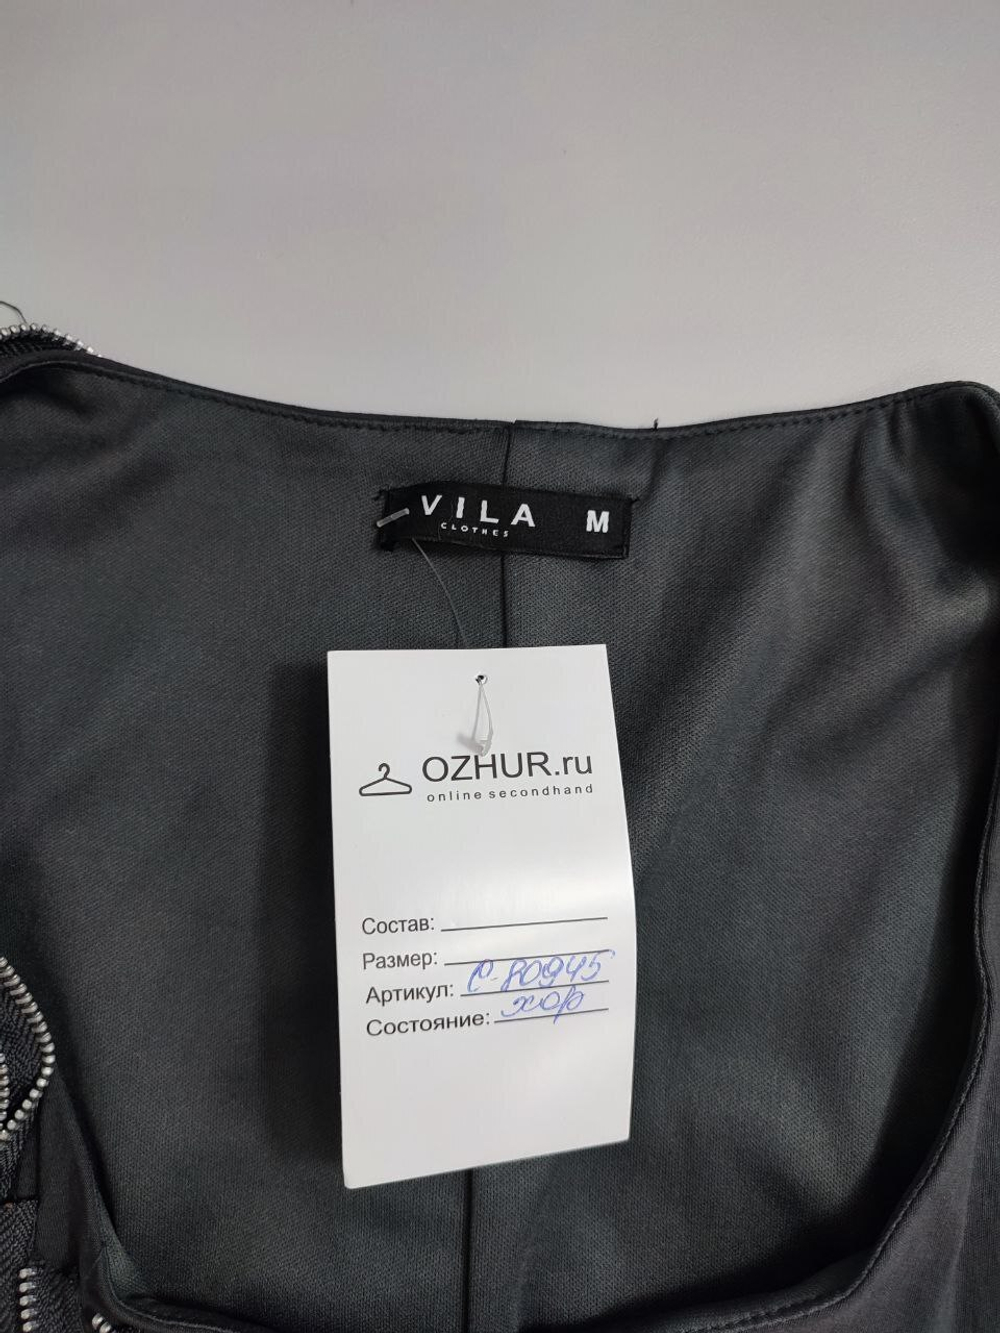 VILA M
CLOTHES
OZHUR.ru
online secondhand
Состав:
Размер:
Артикул: С-80945
Состояние: хор